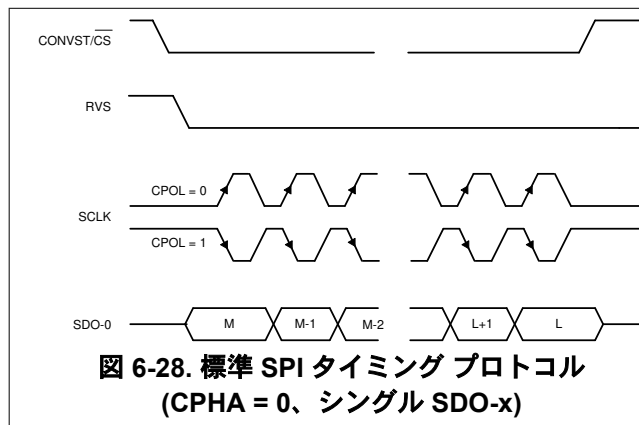 CONVST/CS
RVS
CPOL = 0
SCLK
CPOL = 1
SDO-0 M M-1 M-2 L+1 L
図 6-28. 標準 SPI タイミング プロトコル
(CPHA = 0、シングル SDO-x)